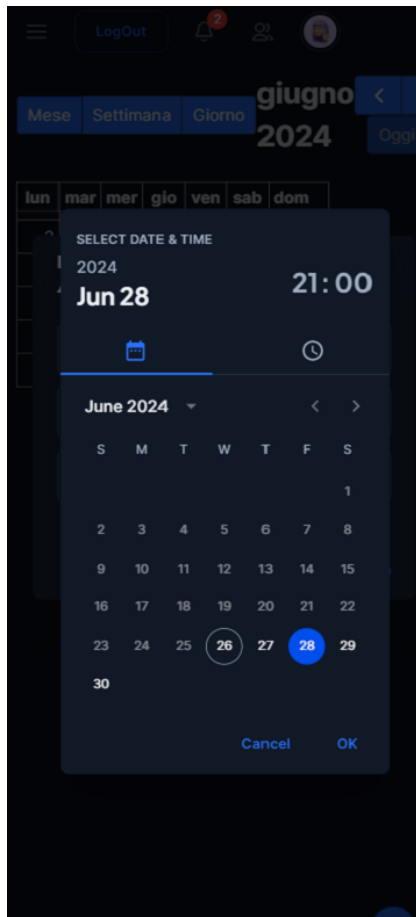 LogOut 2
Mese Settimana Giorno giugno 2024
Oggi
lun mar mer gio ven sab dom
SELECT DATE & TIME
2024
Jun 28 21:00
June 2024
S M T W T F S
1
2 3 4 5 6 7 8
9 10 11 12 13 14 15
16 17 18 19 20 21 22
23 24 25 26 27 28 29
30
Cancel OK